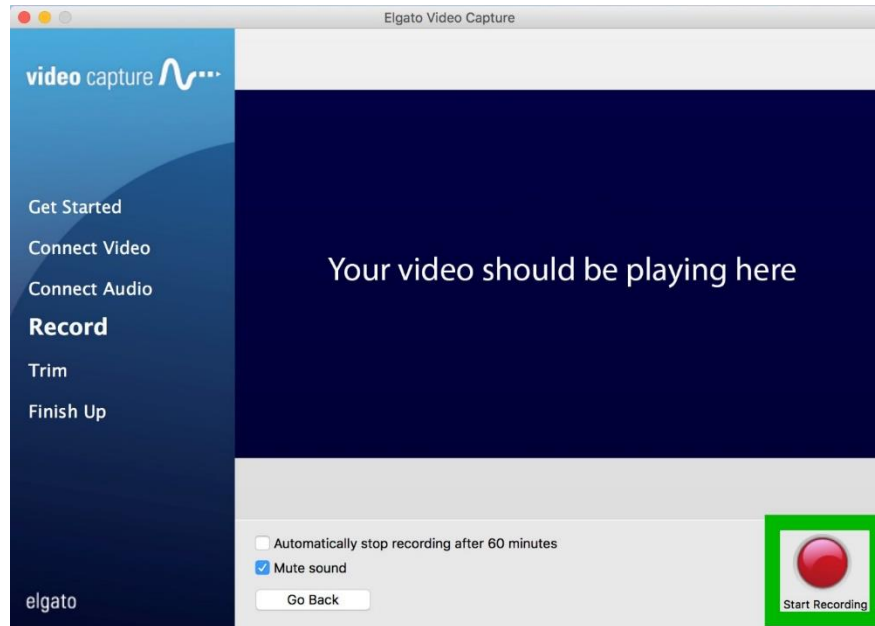 Elgato Video Capture
video capture
Get Started
Connect Video
Connect Audio
Record
Trim
Finish Up
elgato
Your video should be playing here
Automatically stop recording after 60 minutes
Mute sound
Go Back
Start Recording